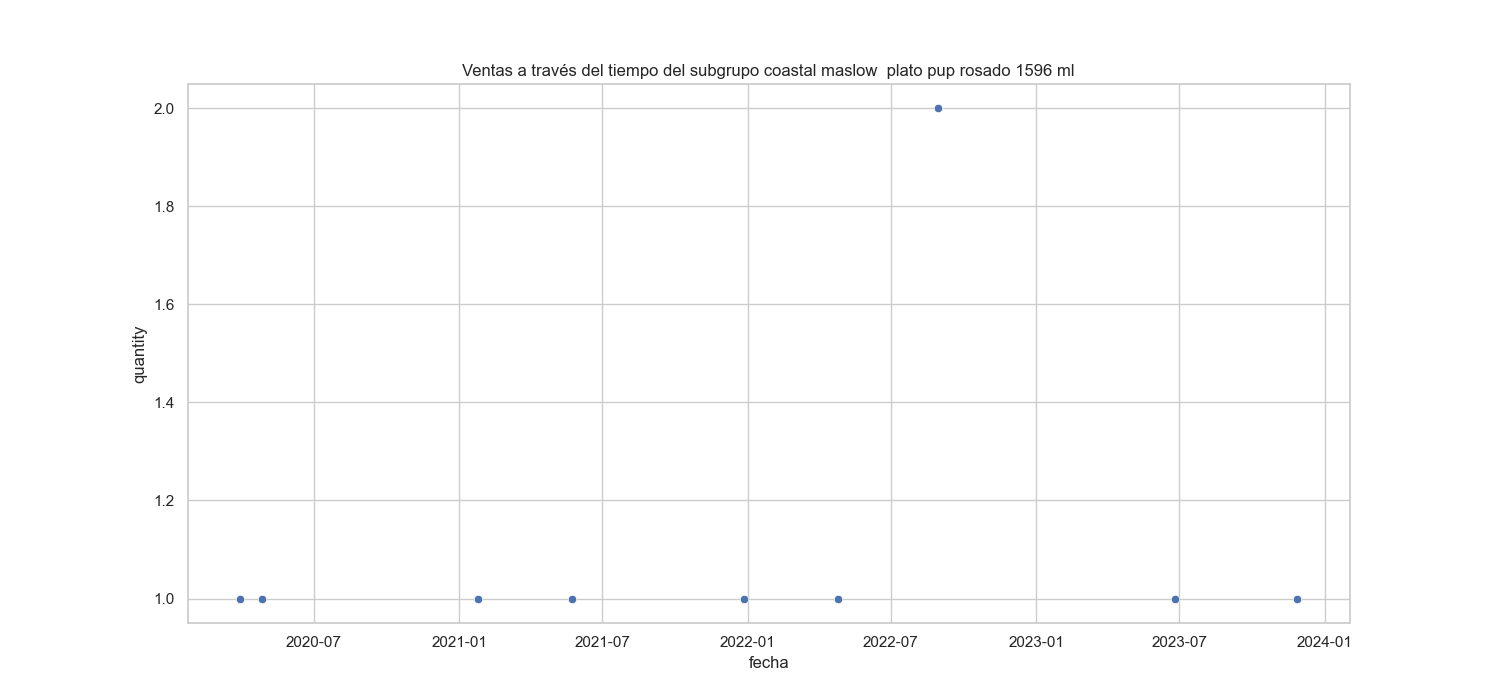 Ventas a través del tiempo del subgrupo coastal maslow  plato pup rosado 1596 ml
2.0
1.8
1.6
1.4
1.2
1.0
quantity
2020-07 2021-01 2021-07 2022-01 2022-07 2023-01 2023-07 2024-01
fecha